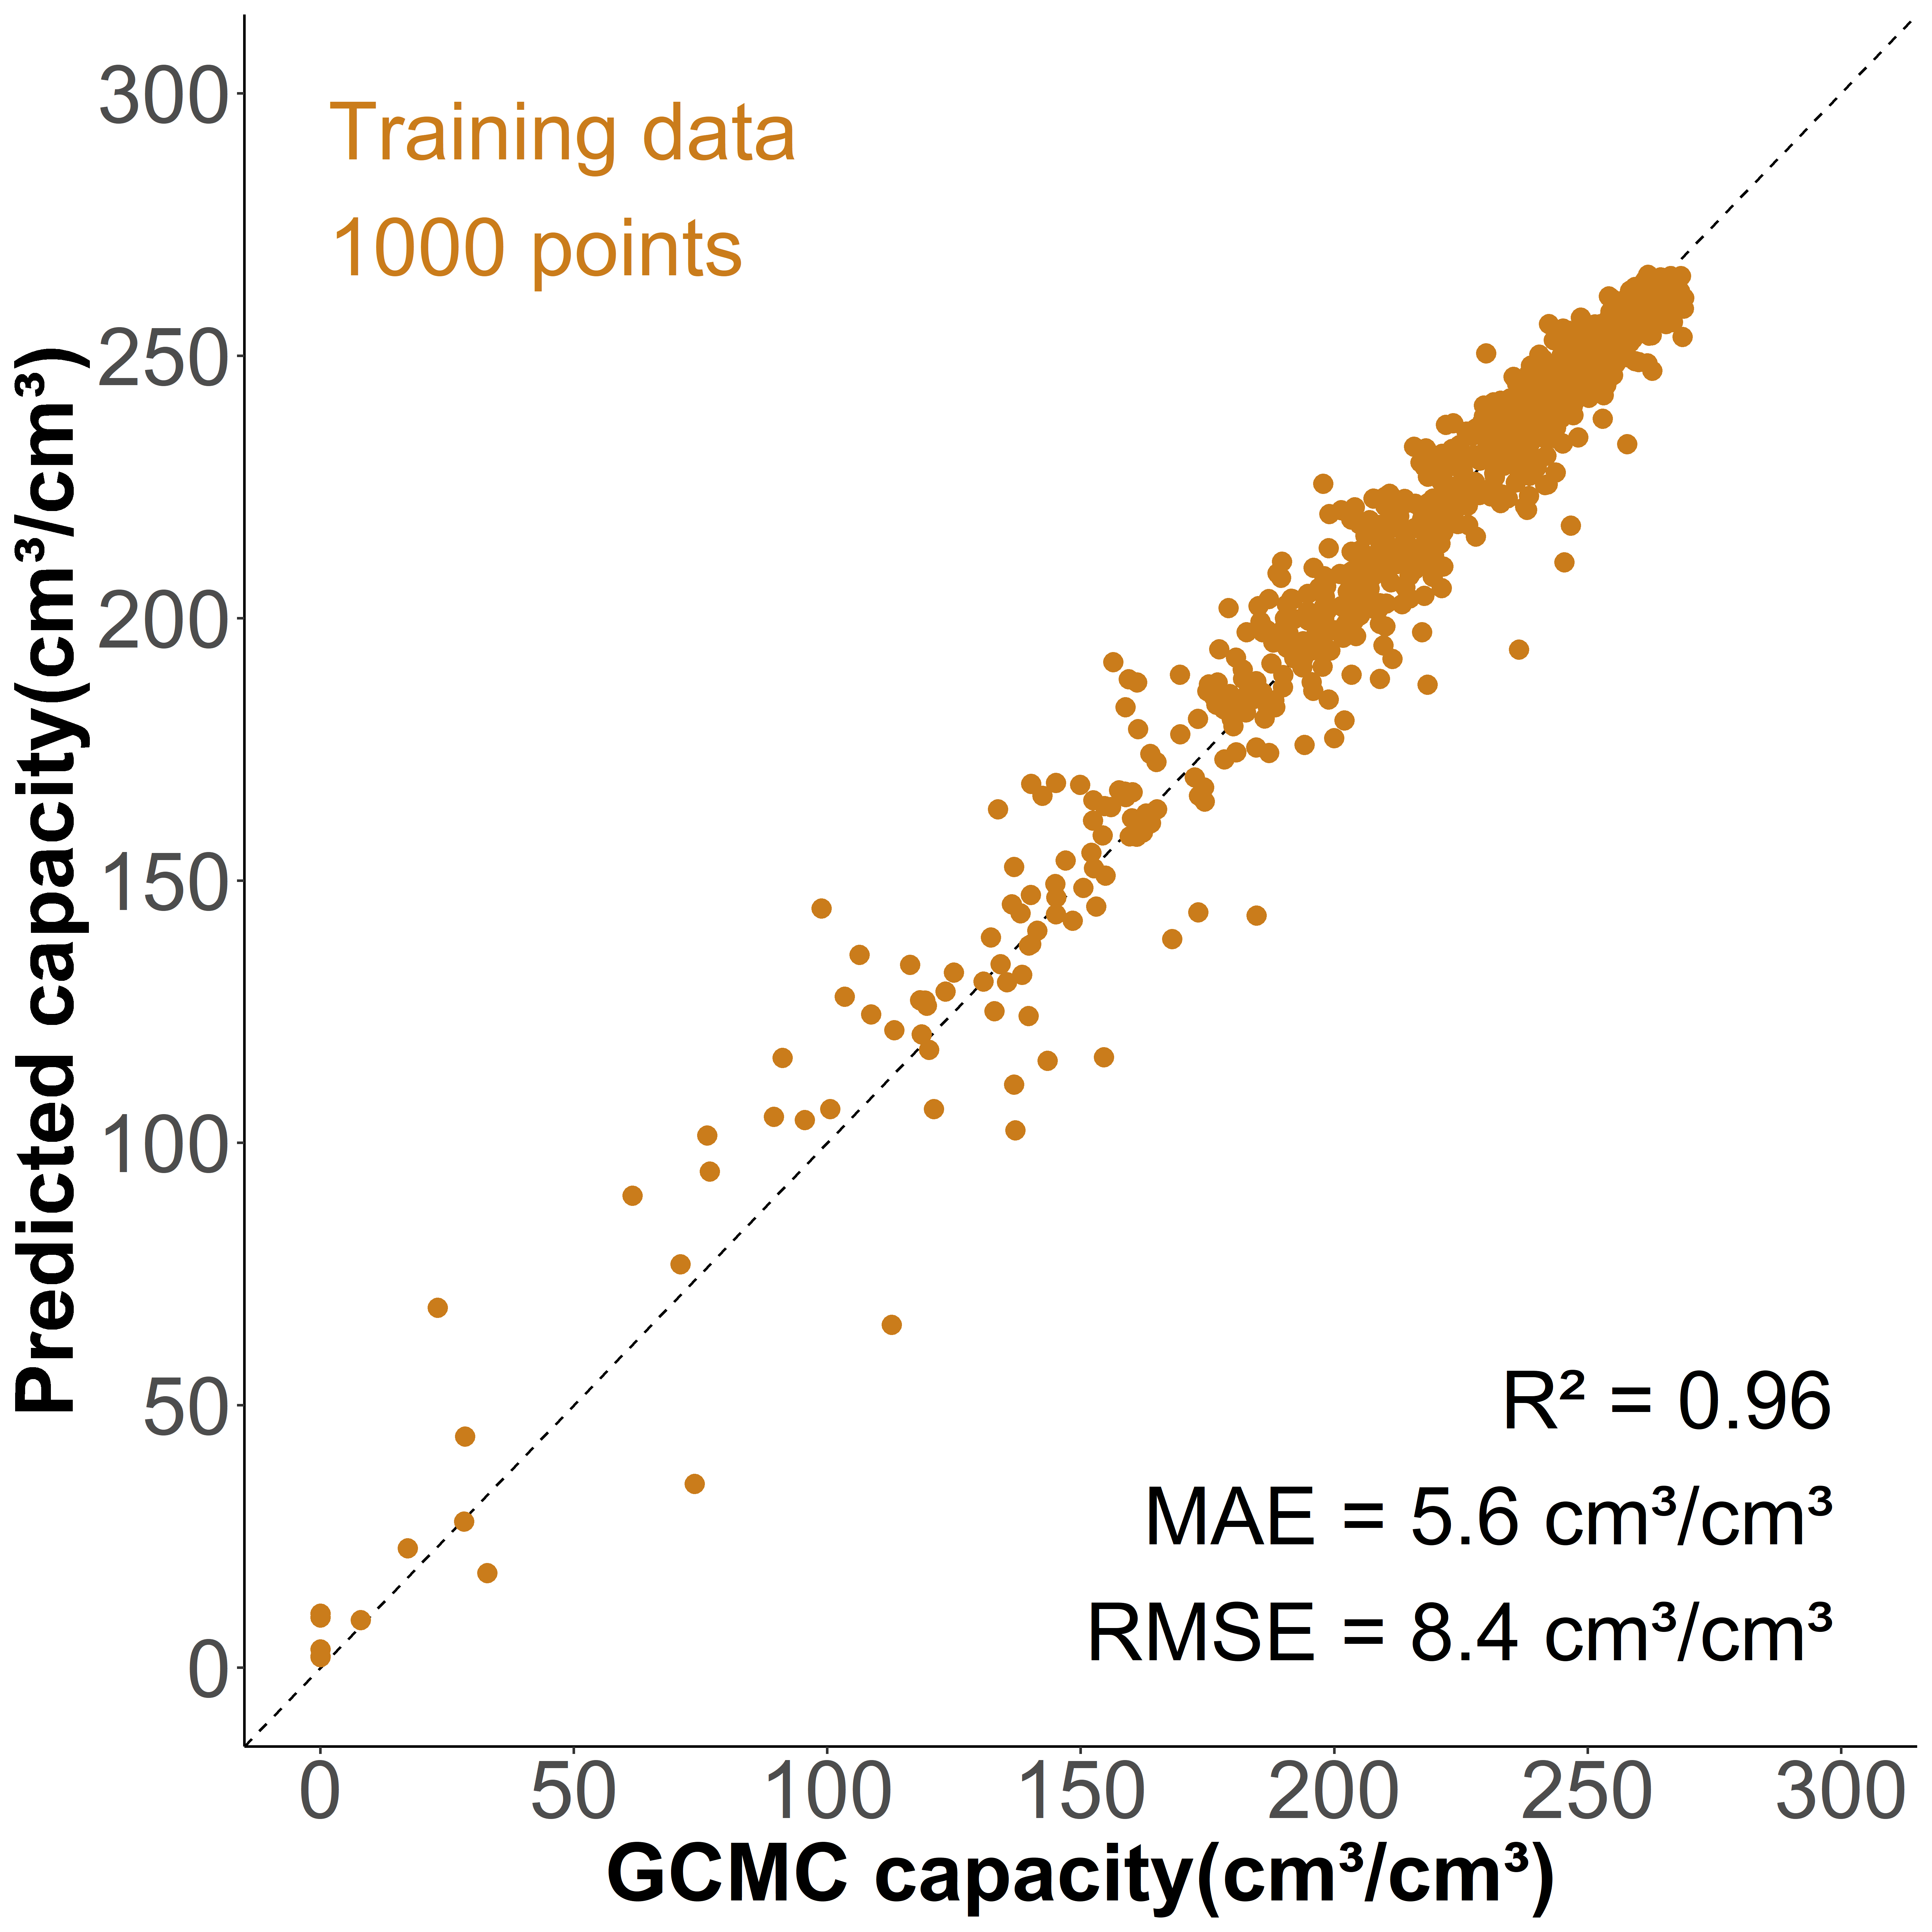 Training data
1000 points
300
250
200
150
100
50
0
Predicted capacity(cm³/cm³)
R² = 0.96
MAE = 5.6 cm³/cm³
RMSE = 8.4 cm³/cm³
0 50 100 150 200 250 300
GCMC capacity(cm³/cm³)